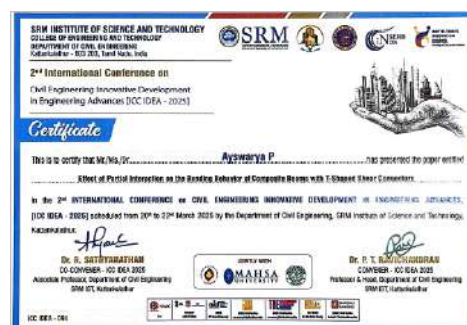 SRM INSTITUTE OF SCIENCE AND TECHNOLOGY
COLLEGE OF ENGINEERING AND TECHNOLOGY
DEPARTMENT OF CIVIL ENGINEERING
Kattankulathur - 603 203, Tamil Nadu, India
SRM
2nd International Conference on
Civil Engineering Innovative Development
in Engineering Advances [ICC IDEA - 2025]
Certificate
This is to certify that Mr./Ms./Dr. Ayswarya P has presented the paper entitled
Effect of Partial Interaction on the Bending Behavior of Composite Beams with T-Shaped Shear Connectors
in the 2nd INTERNATIONAL CONFERENCE on CIVIL ENGINEERING INNOVATIVE DEVELOPMENT in ENGINEERING ADVANCES,
[ICC IDEA - 2025] scheduled from 20th to 22nd March 2025 by the Department of Civil Engineering, SRM Institute of Science and Technology,
Kattankulathur.
Dr. R. SATHYANATHAN
CO-CONVENER - ICC IDEA 2025
Associate Professor, Department of Civil Engineering
SRM IST, Kattankulathur
JOINTLY WITH
MAHSA
UNIVERSITY
Dr. P. T. RAVICHANDRAN
CONVENER - ICC IDEA 2025
Professor & Head, Department of Civil Engineering
SRM IST, Kattankulathur